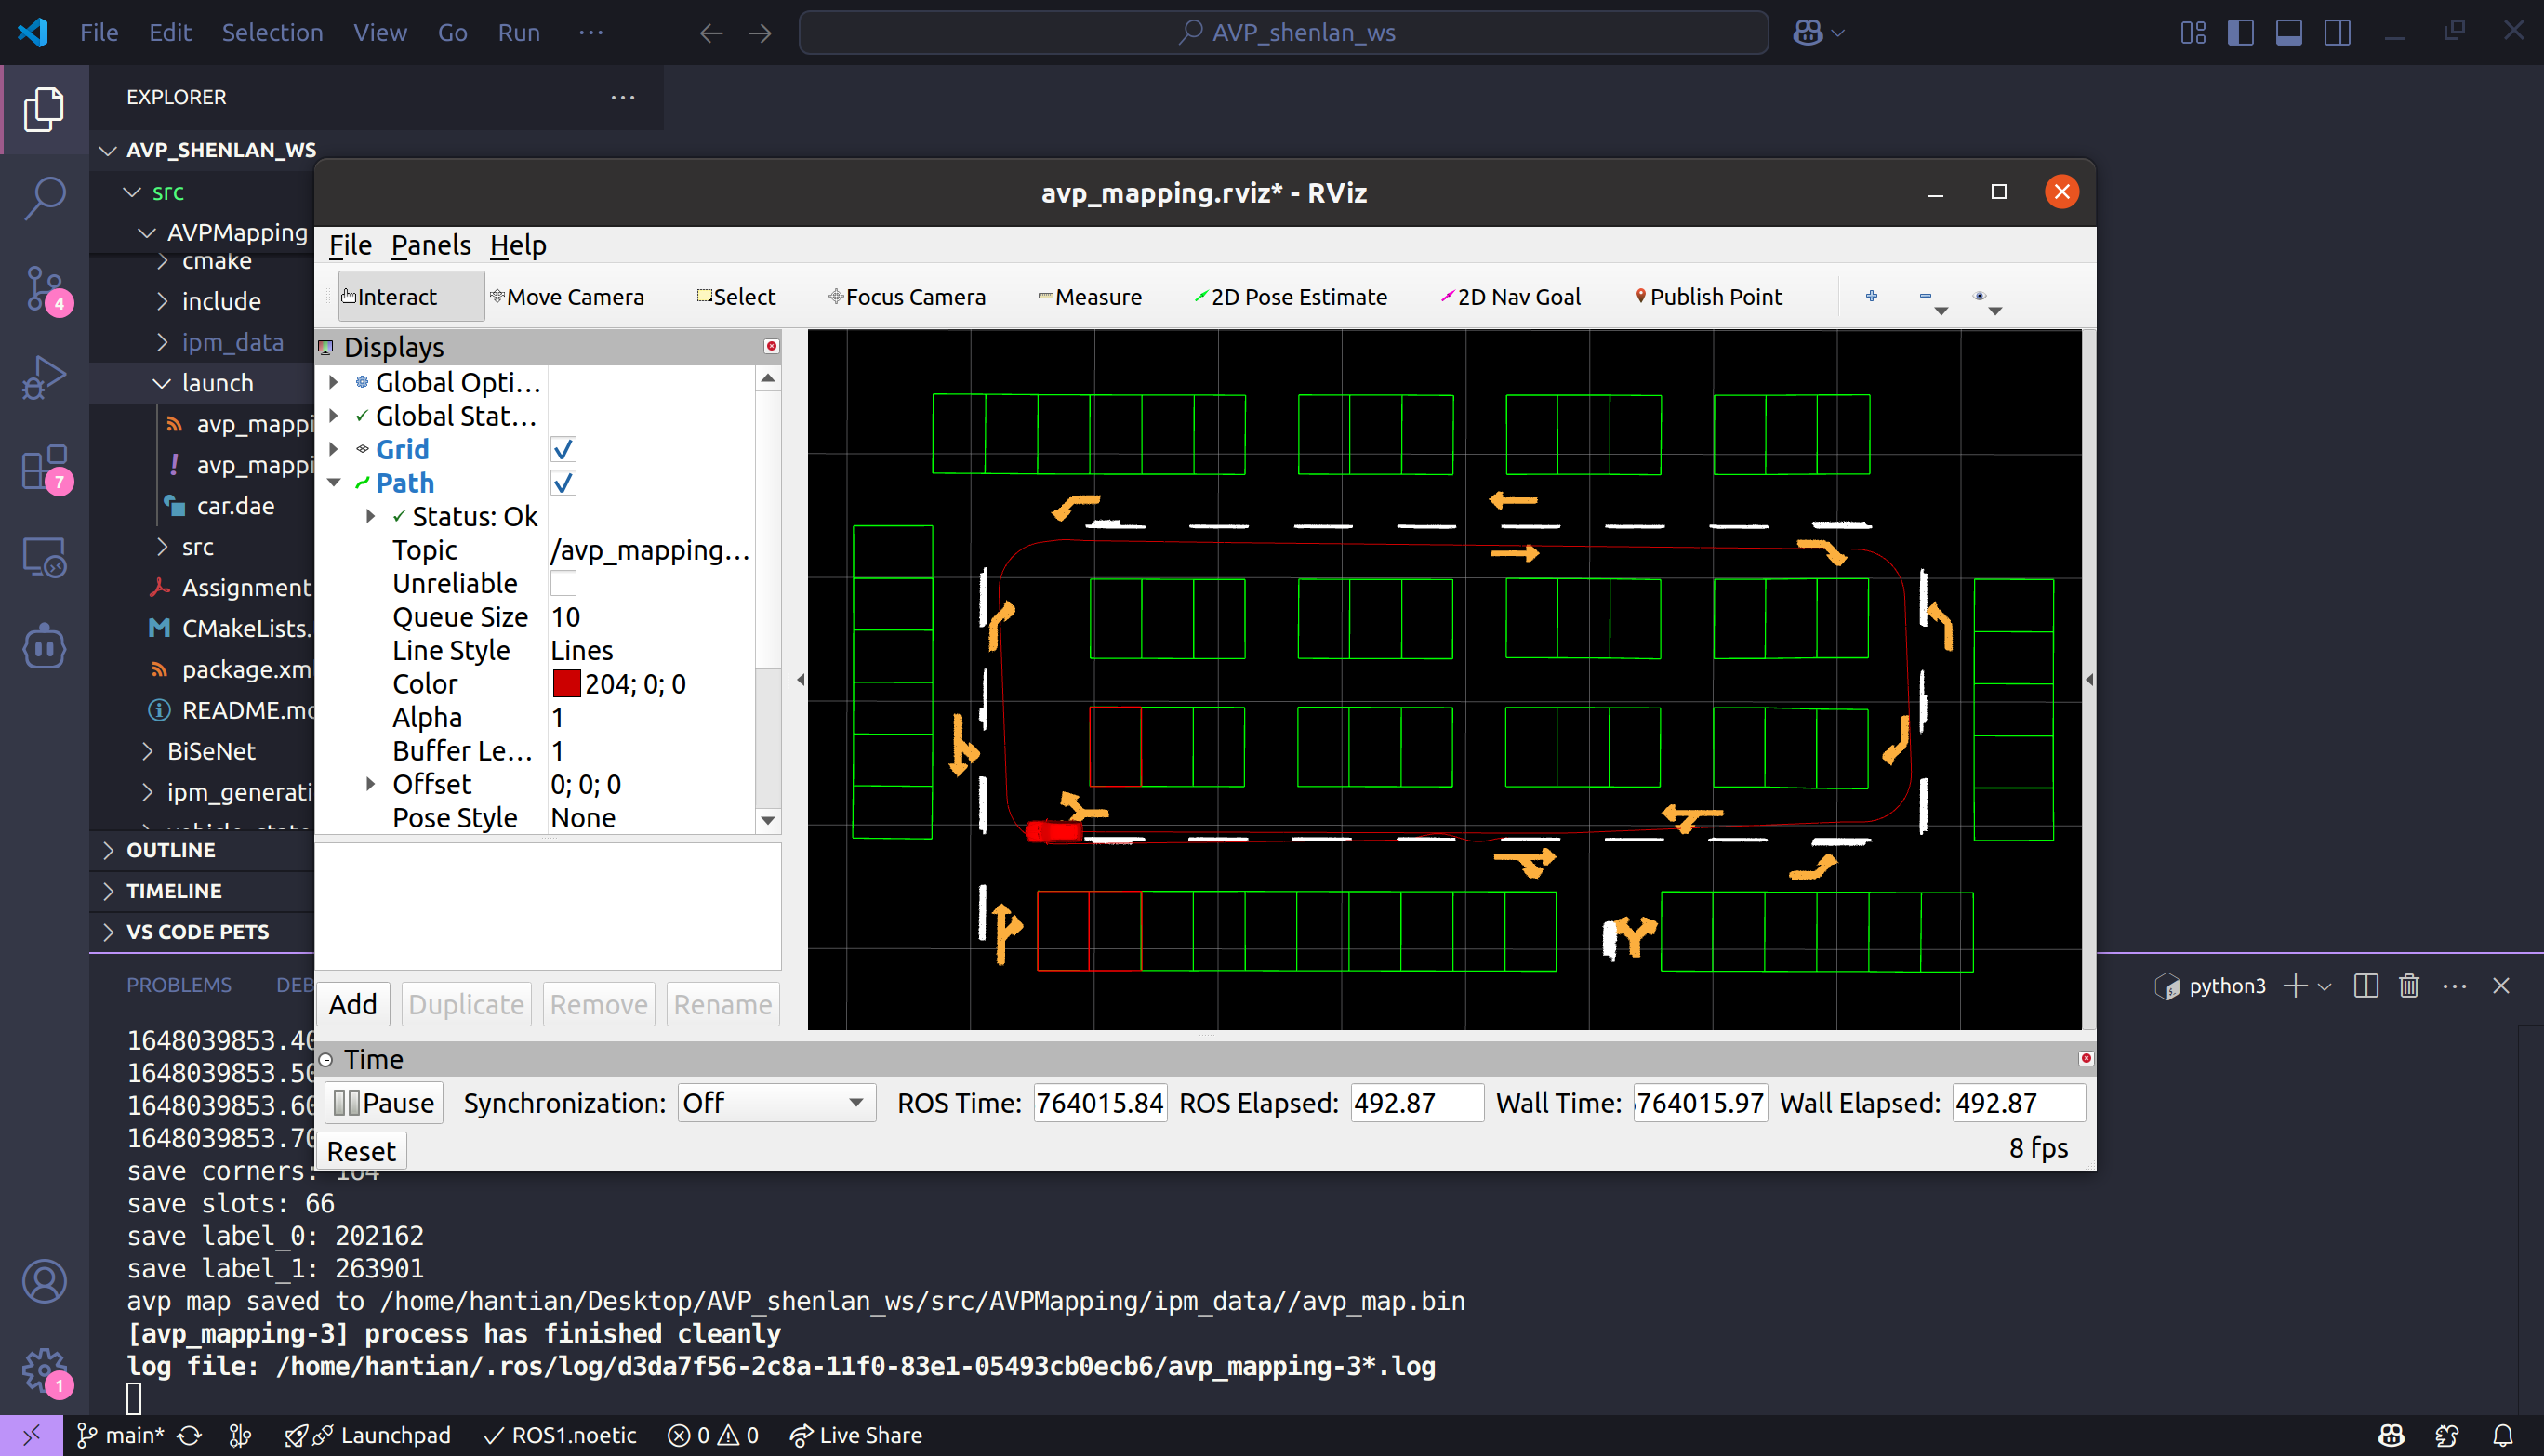 File Edit Selection View Go Run ···
AVP_shenlan_ws
EXPLORER
AVP_SHENLAN_WS
src
AVPMapping
cmake
include
ipm_data
launch
avp_mappi
avp_mappi
car.dae
src
Assignment
CMakeLists.
package.xm
README.mc
BiSeNet
ipm_generati
OUTLINE
TIMELINE
VS CODE PETS
4
7
1
avp_mapping.rviz* - RViz
File Panels Help
Interact Move Camera Select Focus Camera Measure 2D Pose Estimate 2D Nav Goal Publish Point
Displays
Global Opti...
Global Stat...
Grid
Path
Status: Ok
Topic /avp_mapping...
Unreliable
Queue Size 10
Line Style Lines
Color 204; 0; 0
Alpha 1
Buffer Le... 1
Offset 0; 0; 0
Pose Style None
Add Duplicate Remove Rename
Time
Pause Synchronization: Off ROS Time: 764015.84 ROS Elapsed: 492.87 Wall Time: 764015.97 Wall Elapsed: 492.87
Reset 8 fps
PROBLEMS DEB
python3
1648039853.40
1648039853.50
1648039853.60
1648039853.70
save corners: 164
save slots: 66
save label_0: 202162
save label_1: 263901
avp map saved to /home/hantian/Desktop/AVP_shenlan_ws/src/AVPMapping/ipm_data//avp_map.bin
[avp_mapping-3] process has finished cleanly
log file: /home/hantian/.ros/log/d3da7f56-2c8a-11f0-83e1-05493cb0ecb6/avp_mapping-3*.log
main* Launchpad ROS1.noetic 0 0 Live Share